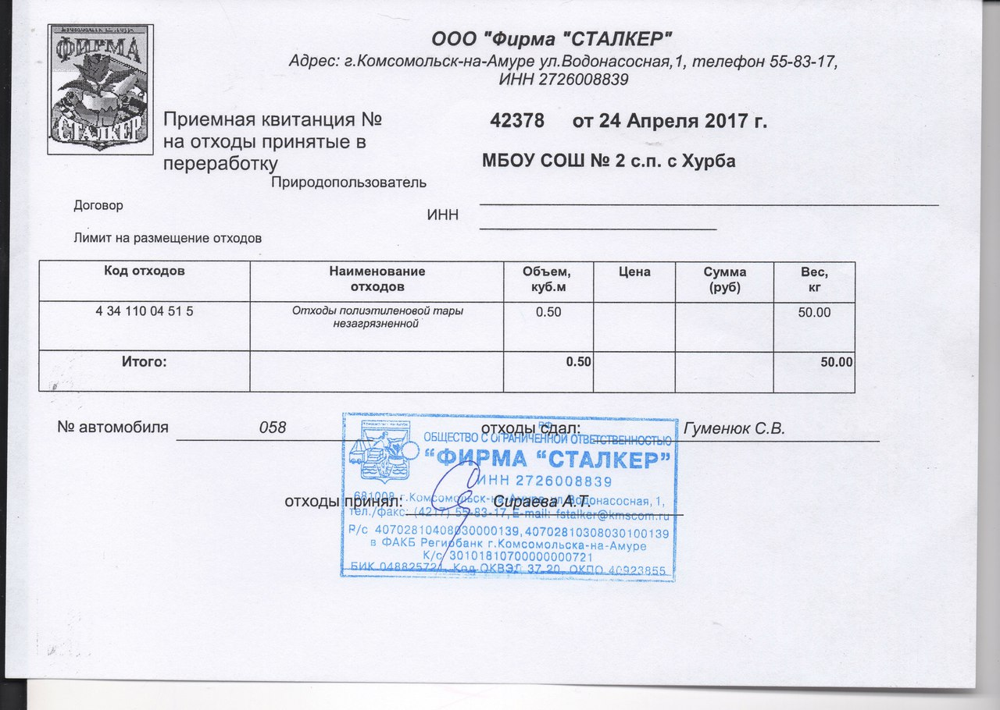 ФИРМА
СТАЛКЕР
ООО "Фирма "СТАЛКЕР"
Адрес: г.Комсомольск-на-Амуре ул.Водонасосная,1, телефон 55-83-17,
ИНН 2726008839
Приемная квитанция № 42378 от 24 Апреля 2017 г.
на отходы принятые в
переработку
МБОУ СОШ № 2 с.п. с Хурба
Природопользователь
Договор
ИНН
Лимит на размещение отходов
Код отходов Наименование отходов Объем, куб.м Цена Сумма (руб) Вес, кг
4 34 110 04 51 5 Отходы полиэтиленовой тары незагрязненной 0.50 50.00
Итого: 0.50 50.00
№ автомобиля 058 отходы сдал: Гуменюк С.В.
отходы принял: Сираева А.Т.
РФ
ОБЩЕСТВО С ОГРАНИЧЕННОЙ ОТВЕТСТВЕННОСТЬЮ
"ФИРМА "СТАЛКЕР"
ИНН 2726008839
681008 г.Комсомольск-на-Амуре, ул.Водонасосная, 1,
тел./факс: (4217) 55-83-17, E-mail: fstalker@kmscom.ru
Р/с 40702810408030000139, 40702810308030100139
в ФАКБ Регионбанк г.Комсомольска-на-Амуре
К/с 30101810700000000721
БИК 048825721, Код ОКВЭД 37.20, ОКПО 40923855